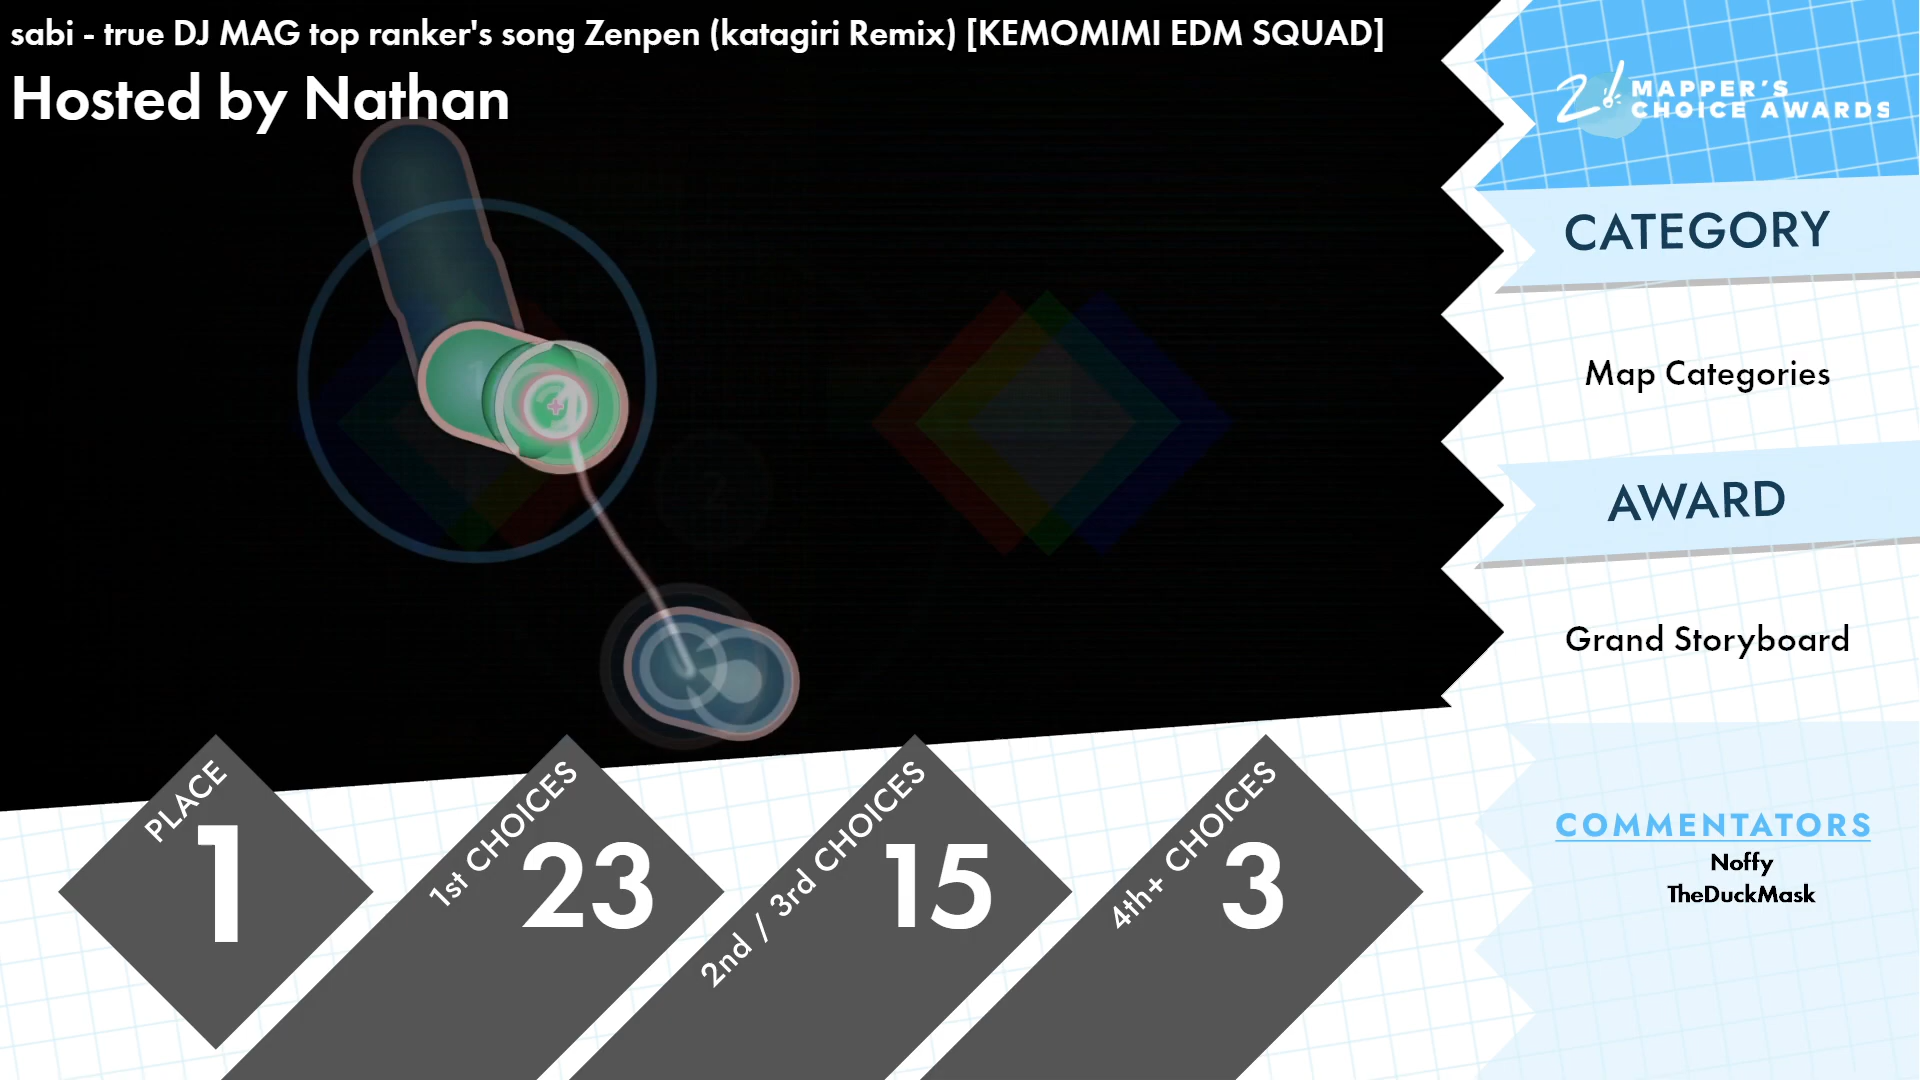 sabi - true DJ MAG top ranker's song Zenpen (katagiri Remix) [KEMOMIMI EDM SQUAD]
Hosted by Nathan
MAPPER'S
CHOICE AWARDS
CATEGORY
Map Categories
AWARD
Grand Storyboard
COMMENTATORS
Noffy
TheDuckMask
PLACE
1
1st CHOICES
23
2nd / 3rd CHOICES
15
4th+ CHOICES
3
2